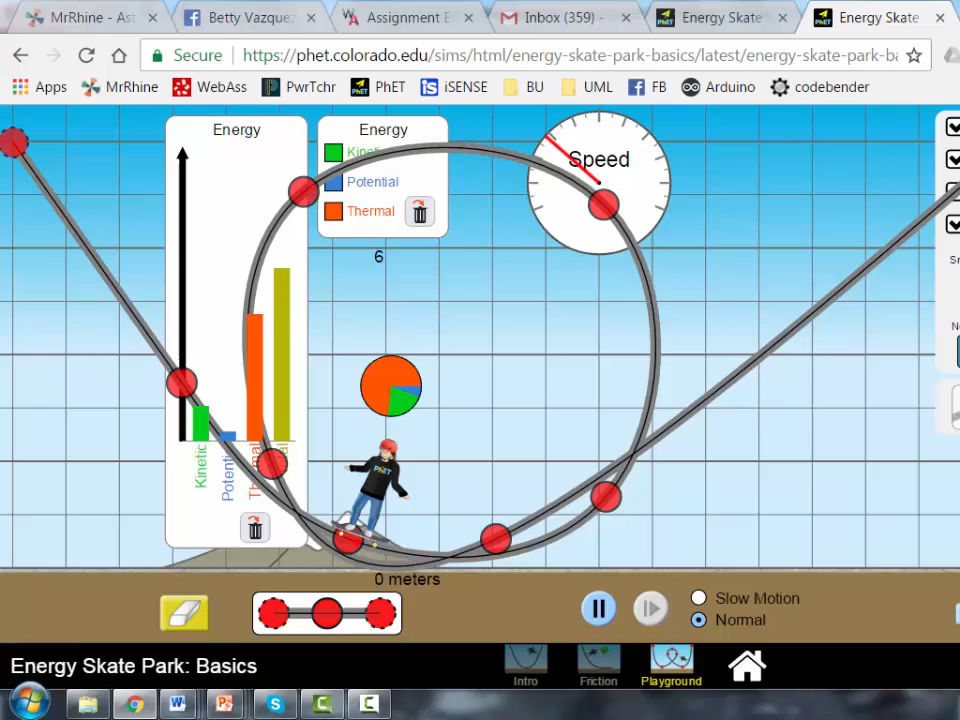 MrRhine - Ast
Betty Vazquez
Assignment E
Inbox (359) -
Energy Skate
Energy Skate
Secure
https://phet.colorado.edu/sims/html/energy-skate-park-basics/latest/energy-skate-park-ba
Apps
MrRhine
WebAss
PwrTchr
PhET
iSENSE
BU
UML
FB
Arduino
codebender
Energy
Energy
Kinetic
Potential
Thermal
Speed
6
Kinetic
Potential
Thermal
PhET
0 meters
Slow Motion
Normal
Energy Skate Park: Basics
Intro
Friction
Playground